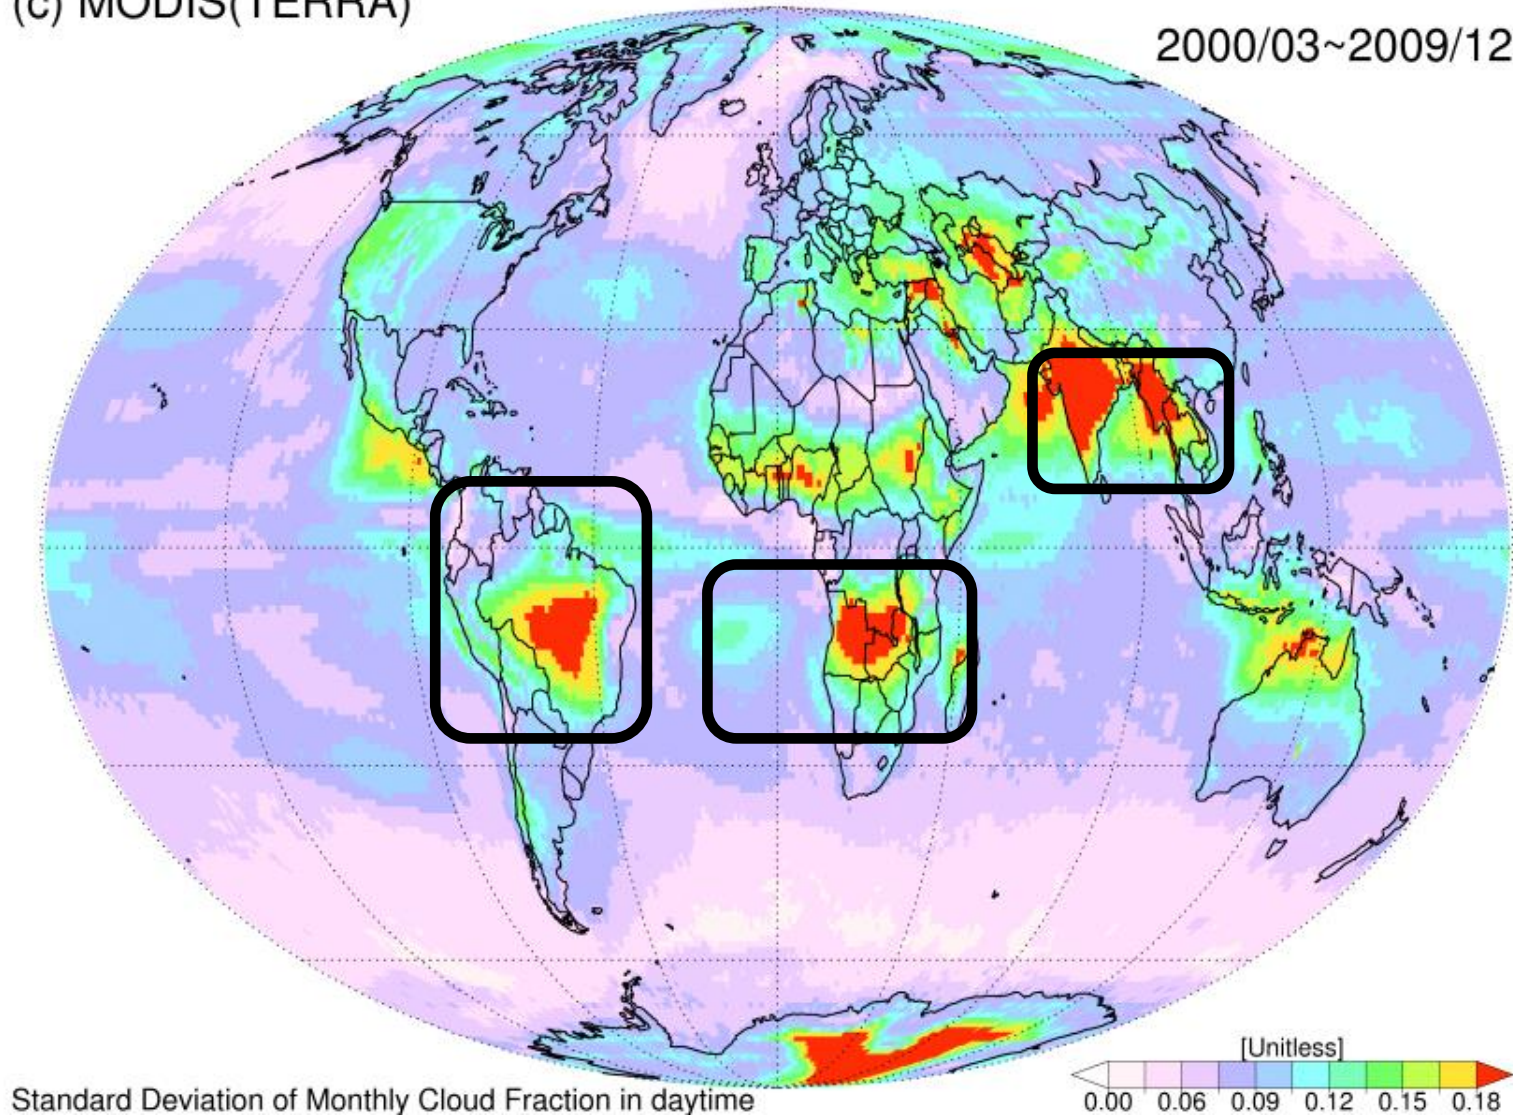 (c) MODIS(TERRA)
2000/03~2009/12
[Unitless]
0.00 0.06 0.09 0.12 0.15 0.18
Standard Deviation of Monthly Cloud Fraction in daytime